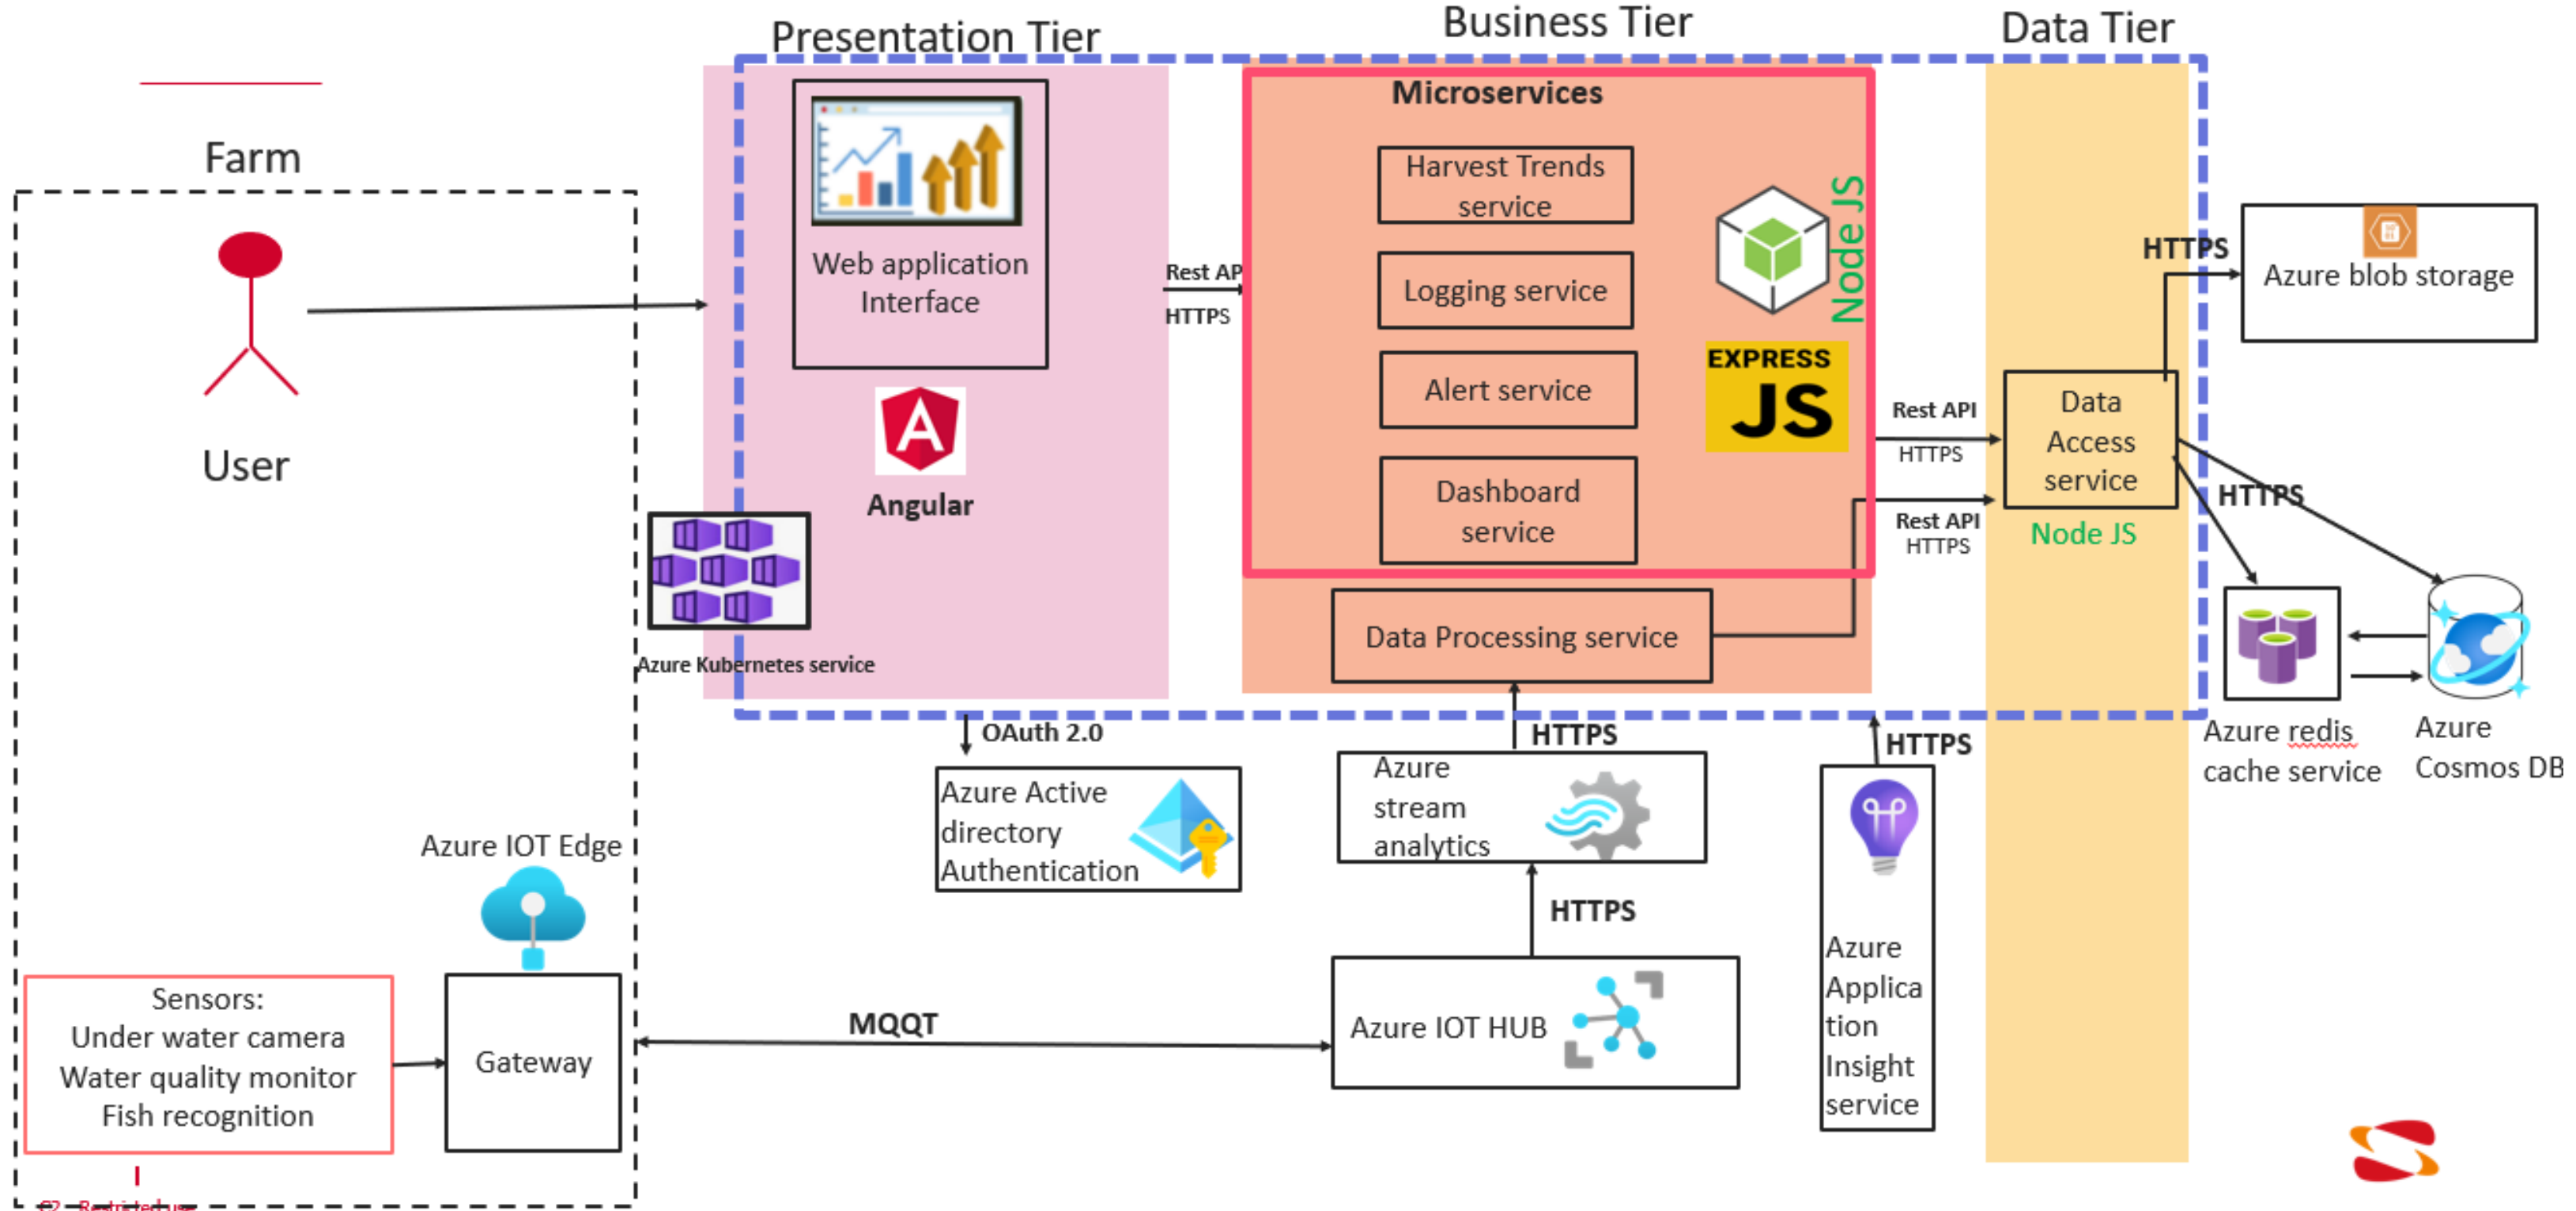 Presentation Tier
Business Tier
Data Tier
Farm
User
Web application
Interface
Angular
Azure Kubernetes service
Rest AP
HTTPS
Microservices
Harvest Trends
service
Logging service
Alert service
Dashboard
service
Node JS
EXPRESS
JS
Data Processing service
Rest API
HTTPS
Rest API
HTTPS
Data
Access
service
Node JS
HTTPS
Azure blob storage
HTTPS
Azure redis
cache service
Azure
Cosmos DB
OAuth 2.0
Azure Active
directory
Authentication
HTTPS
Azure
stream
analytics
HTTPS
HTTPS
Azure
Applica
tion
Insight
service
Azure IOT Edge
Sensors:
Under water camera
Water quality monitor
Fish recognition
Gateway
MQQT
Azure IOT HUB
C2 - Restricted use